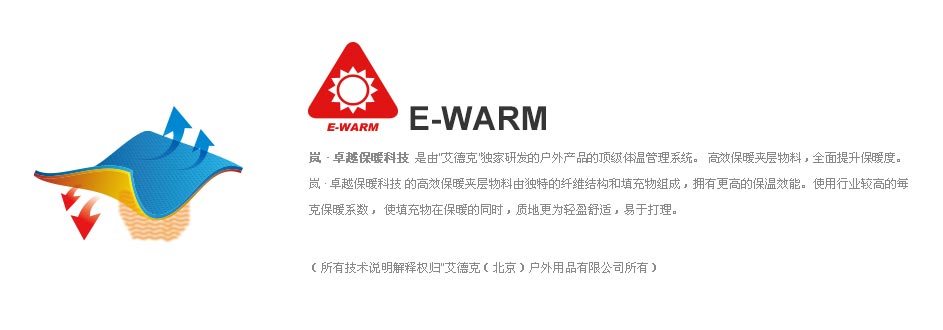 E-WARM
E-WARM
岚·卓越保暖科技 是由"艾德克"独家研发的户外产品的顶级体温管理系统。高效保暖夹层物料，全面提升保暖度。
岚·卓越保暖科技 的高效保暖夹层物料由独特的纤维结构和填充物组成，拥有更高的保温效能。使用行业较高的每
克保暖系数， 使填充物在保暖的同时，质地更为轻盈舒适，易于打理。
（所有技术说明解释权归"艾德克（北京）户外用品有限公司所有）